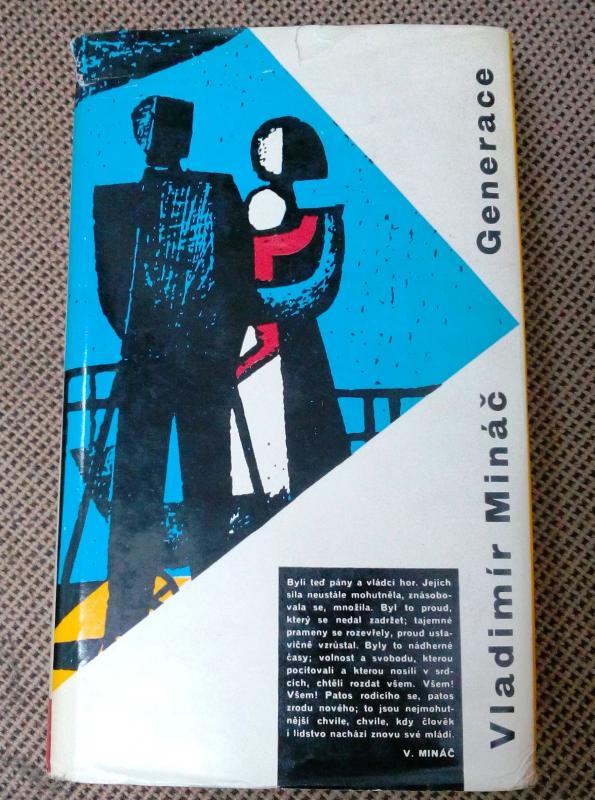 Vladimír Mináč Generace
Byli teď pány a vládci hor. Jejich
síla neustále mohutněla, znásobo-
vala se, množila. Byl to proud,
který se nedal zadržet; tajemné
prameny se rozevřely, proud usta-
vičně vzrůstal. Byly to nádherné
časy; volnost a svobodu, kterou
pociťovali a kterou nosili v srd-
cích, chtěli rozdat všem. Všem!
Všem! Patos rodícího se, patos
zrodu nového; to jsou nejmohut-
nější chvíle, chvíle, kdy člověk
i lidstvo nachází znovu své mládí.
V. MINÁČ